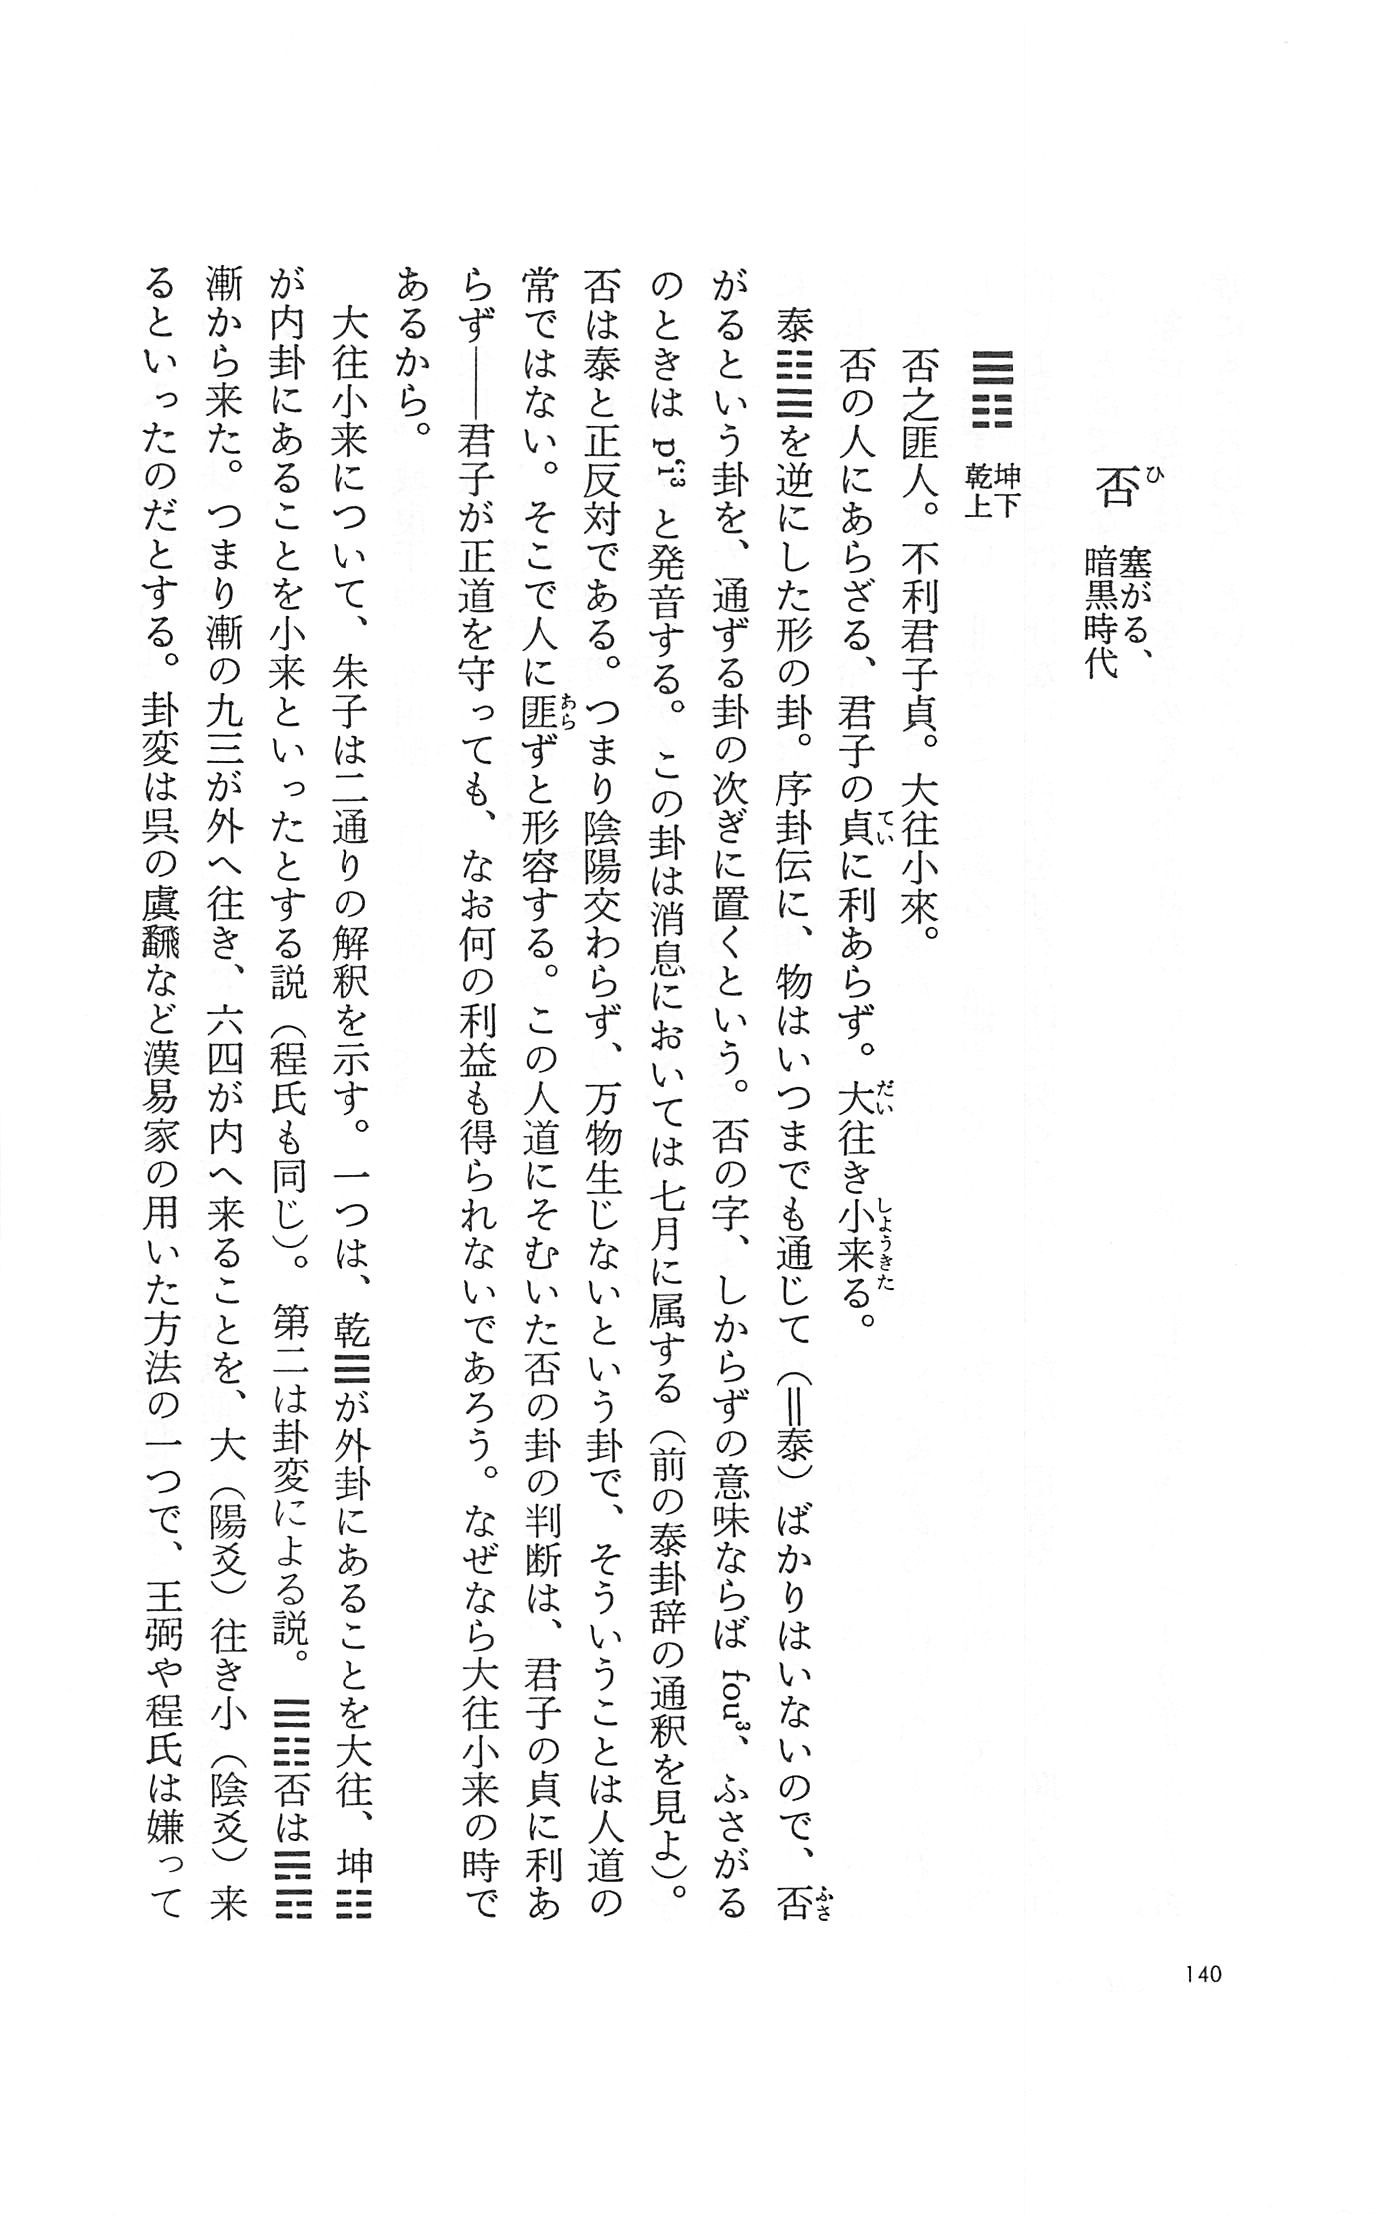 否 ひ 塞がる、
暗黒時代
䷋ 坤下
乾上
否之匪人。不利君子貞。大往小來。
否の人にあらざる、君子の貞ていに利あらず。大だい往き小しょうきた来る。
泰䷊を逆にした形の卦。序卦伝に、物はいつまでも通じて(=泰)ばかりはいないので、否ふさ
がるという卦を、通ずる卦の次ぎに置くという。否の字、しからずの意味ならば fou³、ふさがる
のときは p‘i³ と発音する。この卦は消息においては七月に属する(前の泰卦辞の通釈を見よ)。
否は泰と正反対である。つまり陰陽交わらず、万物生じないという卦で、そういうことは人道の
常ではない。そこで人に匪あらずと形容する。この人道にそむいた否の卦の判断は、君子の貞に利あ
らず――君子が正道を守っても、なお何の利益も得られないであろう。なぜなら大往小来の時で
あるから。
大往小来について、朱子は二通りの解釈を示す。一つは、乾☰が外卦にあることを大往、坤☷
が内卦にあることを小来といったとする説(程氏も同じ)。第二は卦変による説。䷋否は䷴
漸から来た。つまり漸の九三が外へ往き、六四が内へ来ることを、大(陽爻)往き小(陰爻)来
るといったのだとする。卦変は呉の虞翻など漢易家の用いた方法の一つで、王弼や程氏は嫌って
140